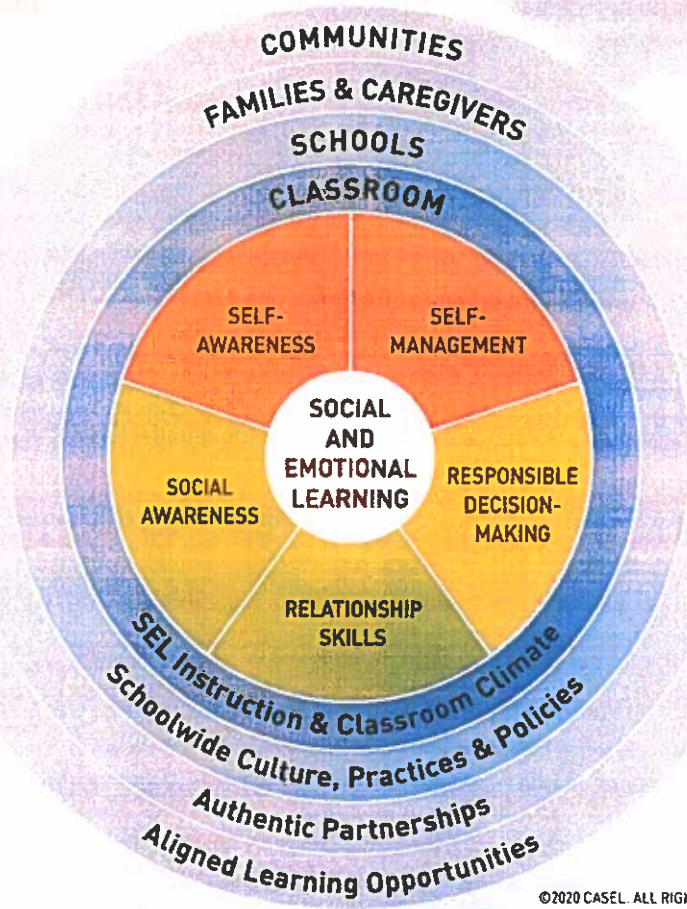 COMMUNITIES
FAMILIES & CAREGIVERS
SCHOOLS
CLASSROOM
SELF-
AWARENESS
SELF-
MANAGEMENT
SOCIAL
AND
EMOTIONAL
LEARNING
SOCIAL
AWARENESS
RESPONSIBLE
DECISION-
MAKING
RELATIONSHIP
SKILLS
SEL Instruction & Classroom Climate
Schoolwide Culture, Practices & Policies
Authentic Partnerships
Aligned Learning Opportunities
©2020 CASEL. ALL RIG